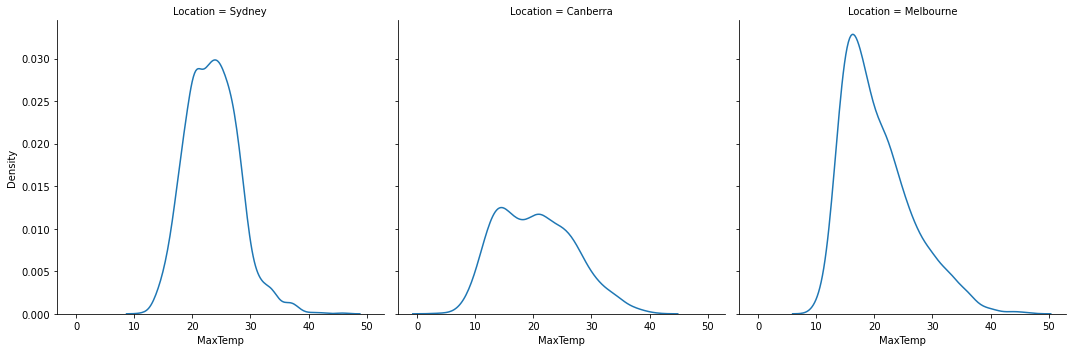 Location = Sydney
Location = Canberra
Location = Melbourne
Density
0.030
0.025
0.020
0.015
0.010
0.005
0.000
0 10 20 30 40 50
0 10 20 30 40 50
0 10 20 30 40 50
MaxTemp
MaxTemp
MaxTemp